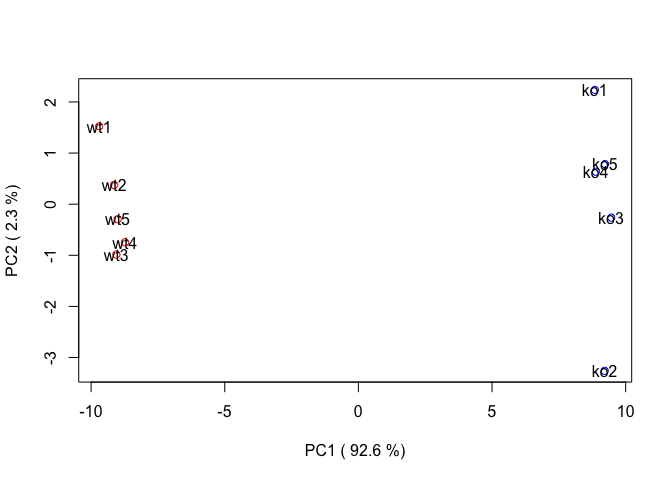 PC2 ( 2.3 %)
2
1
0
-1
-2
-3
wt1
wt2
wt5
wt4
wt3
ko1
ko5
ko4
ko3
ko2
-10 -5 0 5 10
PC1 ( 92.6 %)